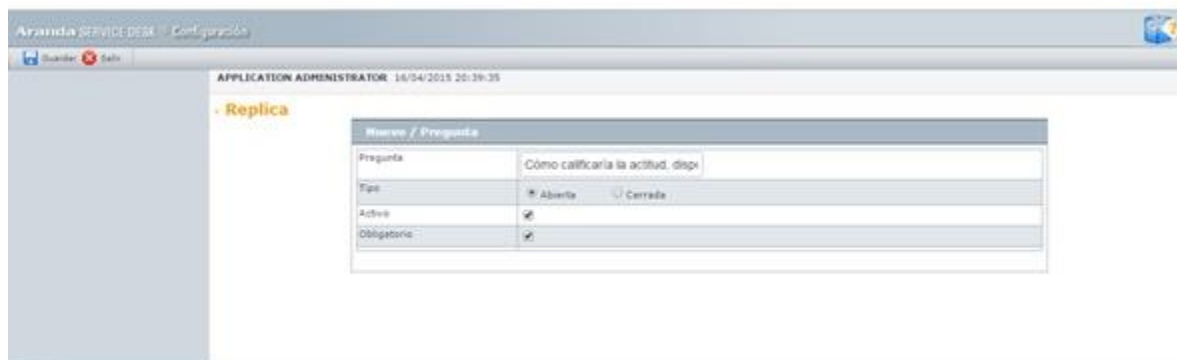 Aranda SERVICE DESK Configuración
Guardar Salir
APPLICATION ADMINISTRATOR 16/04/2015 20:39:35
Replica
Nuevo / Pregunta
Pregunta Cómo calificaría la actitud, dispo
Tipo Abierta Cerrada
Activo
Obligatorio